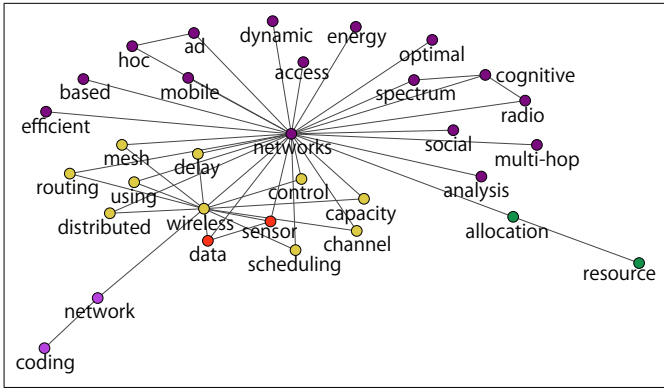 dynamic
energy
ad
hoc
optimal
access
cognitive
based
mobile
spectrum
radio
efficient
networks
social
mesh
delay
multi-hop
routing
using
control
analysis
distributed
wireless
capacity
sensor
allocation
data
channel
scheduling
resource
network
coding